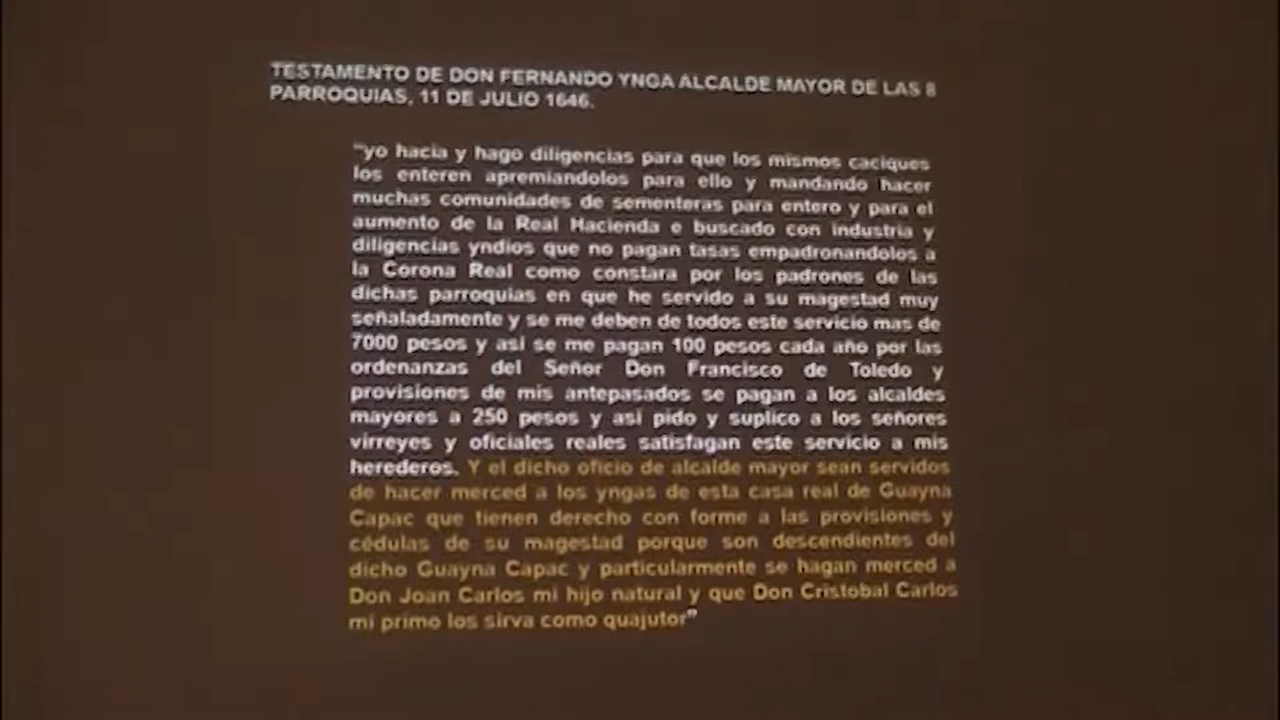 TESTAMENTO DE DON FERNANDO YNGA ALCALDE MAYOR DE LAS 8
PARROQUIAS, 11 DE JULIO 1646.
"yo hacia y hago diligencias para que los mismos caciques
los enteren apremiandolos para ello y mandando hacer
muchas comunidades de sementeras para entero y para el
aumento de la Real Hacienda e buscado con industria y
diligencias yndios que no pagan tasas empadronandolos a
la Corona Real como constara por los padrones de las
dichas parroquias en que he servido a su magestad muy
señaladamente y se me deben de todos este servicio mas de
7000 pesos y asi se me pagan 100 pesos cada año por las
ordenanzas del Señor Don Francisco de Toledo y
provisiones de mis antepasados se pagan a los alcaldes
mayores a 250 pesos y asi pido y suplico a los señores
virreyes y oficiales reales satisfagan este servicio a mis
herederos. Y el dicho oficio de alcalde mayor sean servidos
de hacer merced a los yngas de esta casa real de Guayna
Capac que tienen derecho con forme a las provisiones y
cédulas de su magestad porque son descendientes del
dicho Guayna Capac y particularmente se hagan merced a
Don Joan Carlos mi hijo natural y que Don Cristobal Carlos
mi primo los sirva como quajutor"